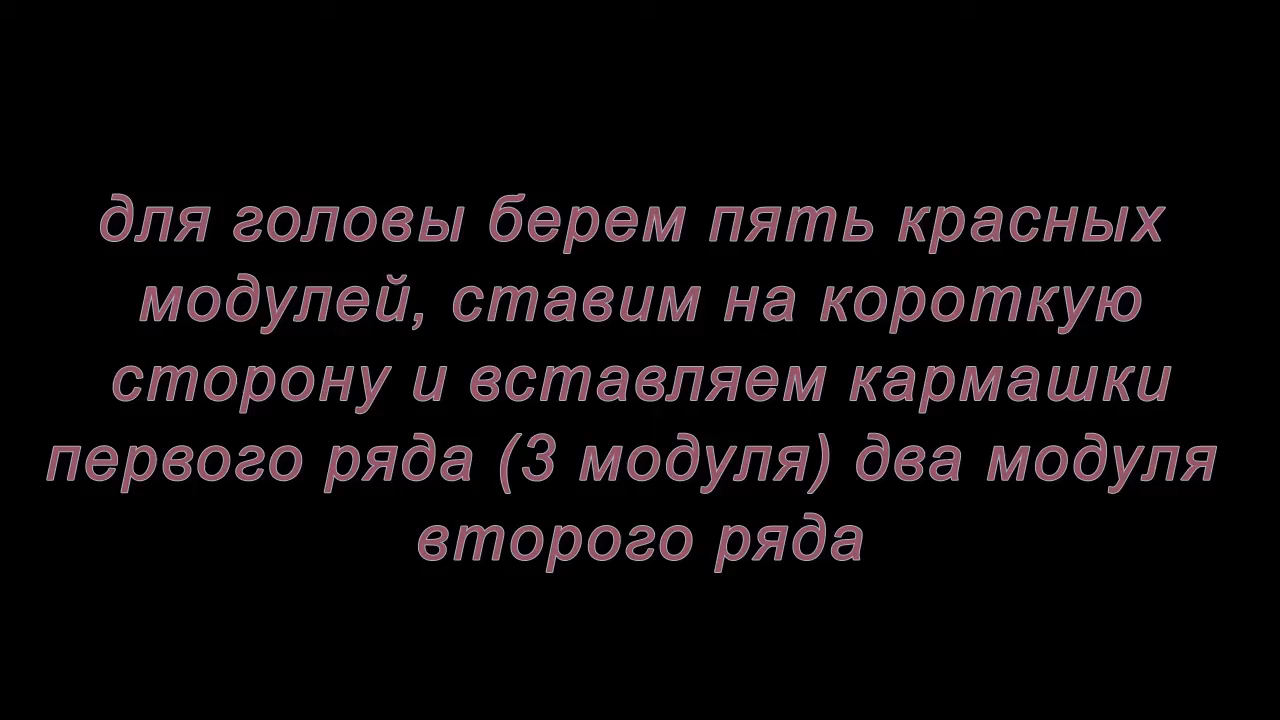 для головы берем пять красных
модулей, ставим на короткую
сторону и вставляем кармашки
первого ряда (3 модуля) два модуля
второго ряда